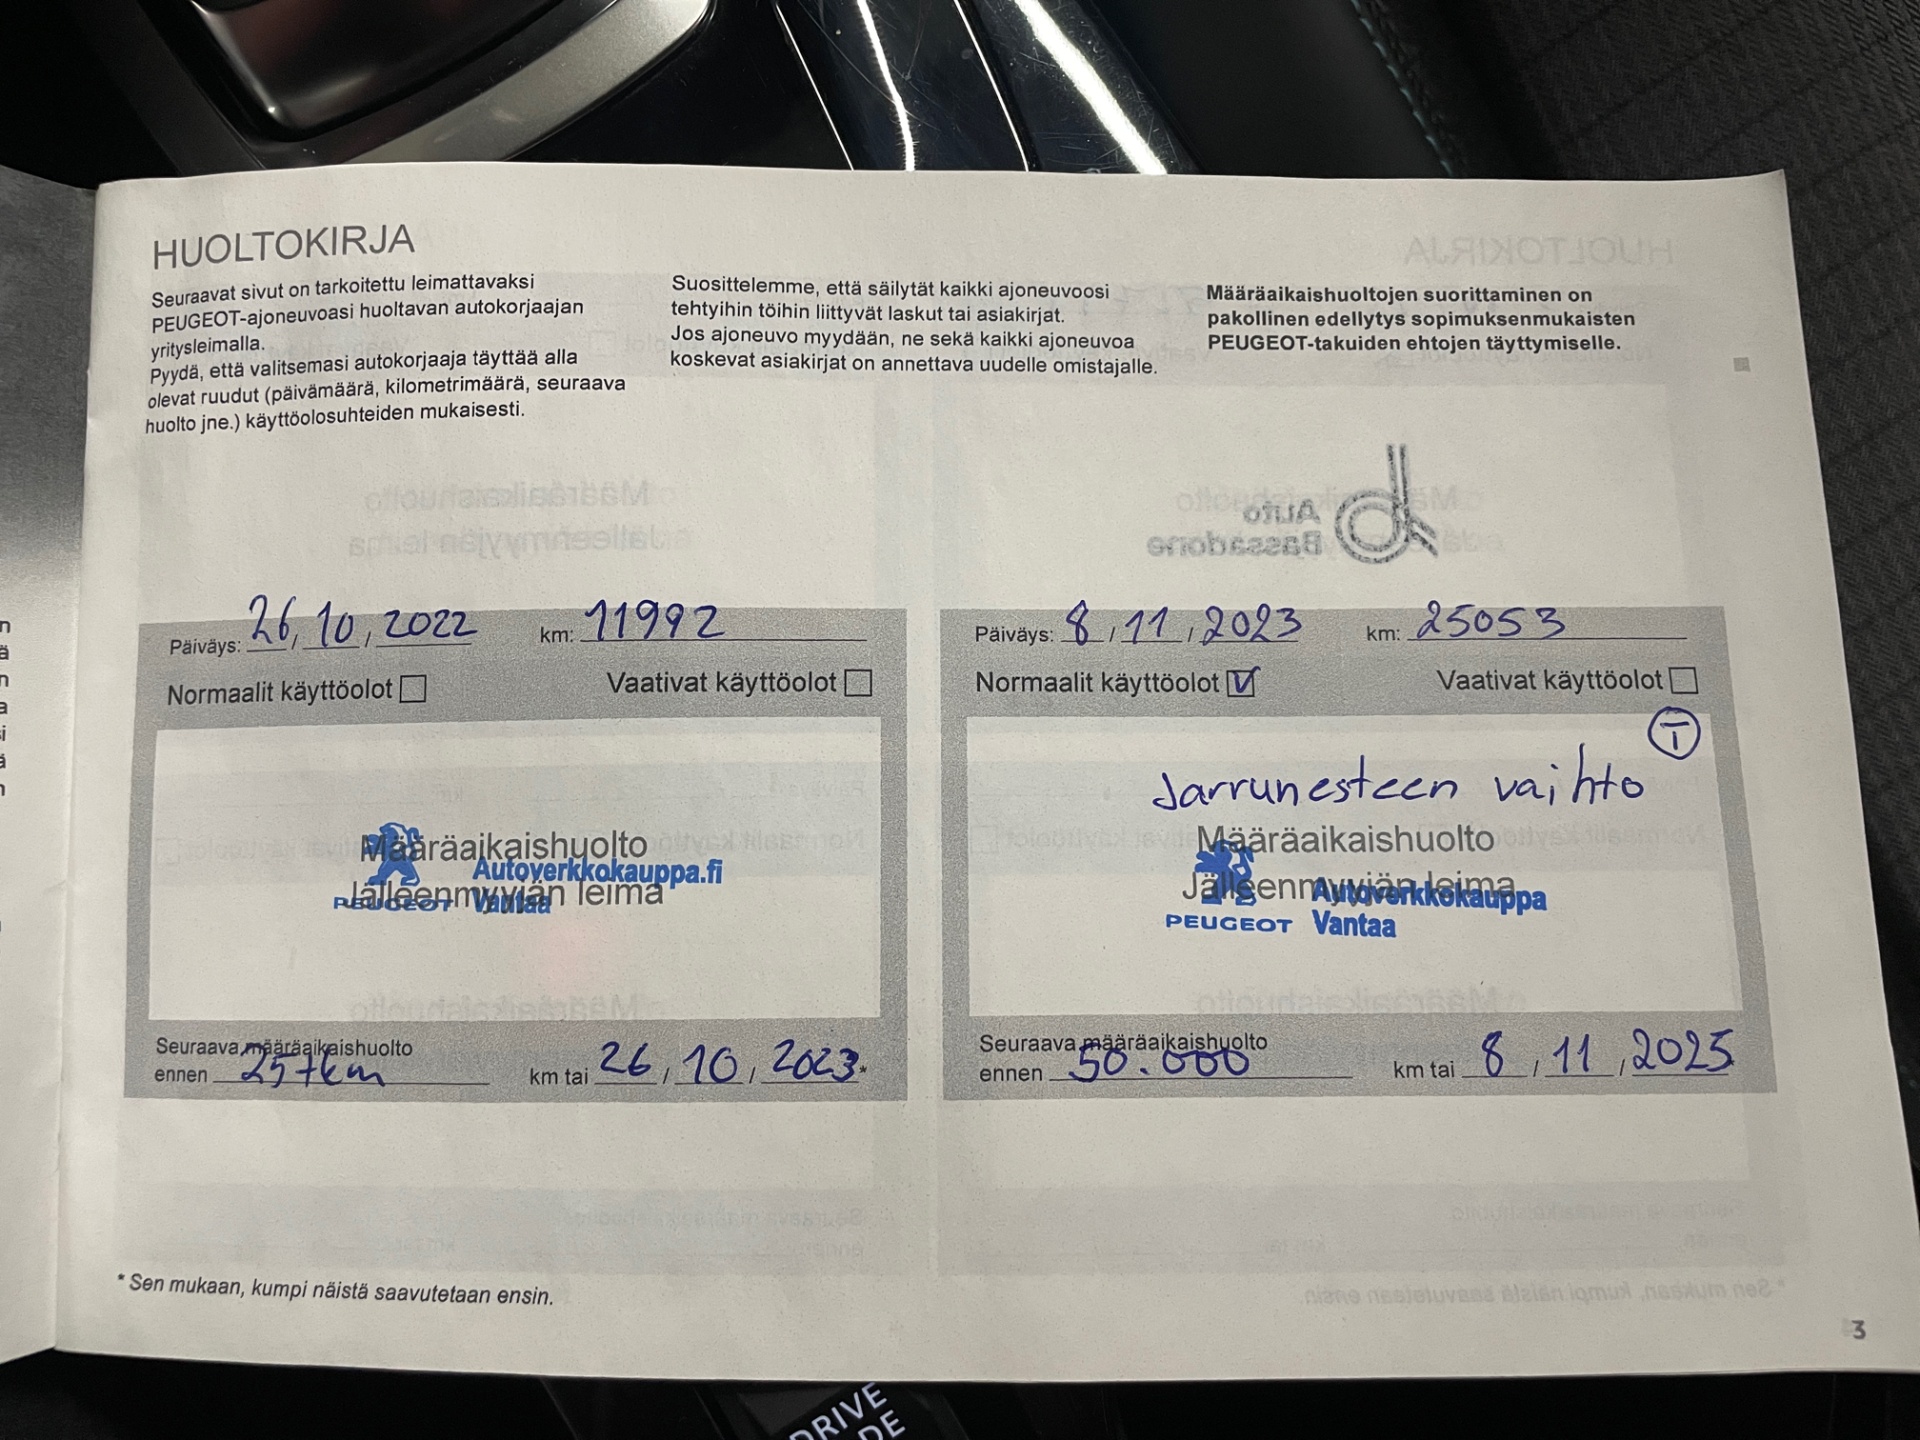 HUOLTOKIRJA
Seuraavat sivut on tarkoitettu leimattavaksi
PEUGEOT-ajoneuvoasi huoltavan autokorjaajan
yritysleimalla.
Pyydä, että valitsemasi autokorjaaja täyttää alla
olevat ruudut (päivämäärä, kilometrimäärä, seuraava
huolto jne.) käyttöolosuhteiden mukaisesti.
Suosittelemme, että säilytät kaikki ajoneuvoosi
tehtyihin töihin liittyvät laskut tai asiakirjat.
Jos ajoneuvo myydään, ne sekä kaikki ajoneuvoa
koskevat asiakirjat on annettava uudelle omistajalle.
Määräaikaishuoltojen suorittaminen on
pakollinen edellytys sopimuksenmukaisten
PEUGEOT-takuiden ehtojen täyttymiselle.
Auto
Bassadone
Päiväys: 26, 10, 2022 km: 11992
Normaalit käyttöolot Vaativat käyttöolot
Määräaikaishuolto
Autoverkkokauppa.fi
Jälleenmyyjän leima
PEUGEOT Vantaa
Seuraava määräaikaishuolto
ennen 25tkm km tai 26, 10, 2023*
Päiväys: 8 / 11 / 2023 km: 25053
Normaalit käyttöolot V Vaativat käyttöolot
T
Jarrunesteen vaihto
Määräaikaishuolto
Jälleenmyyjän leima
Autoverkkokauppa
PEUGEOT Vantaa
Seuraava määräaikaishuolto
ennen 50.000 km tai 8 / 11 , 2025
* Sen mukaan, kumpi näistä saavutetaan ensin.
3
DRIVE